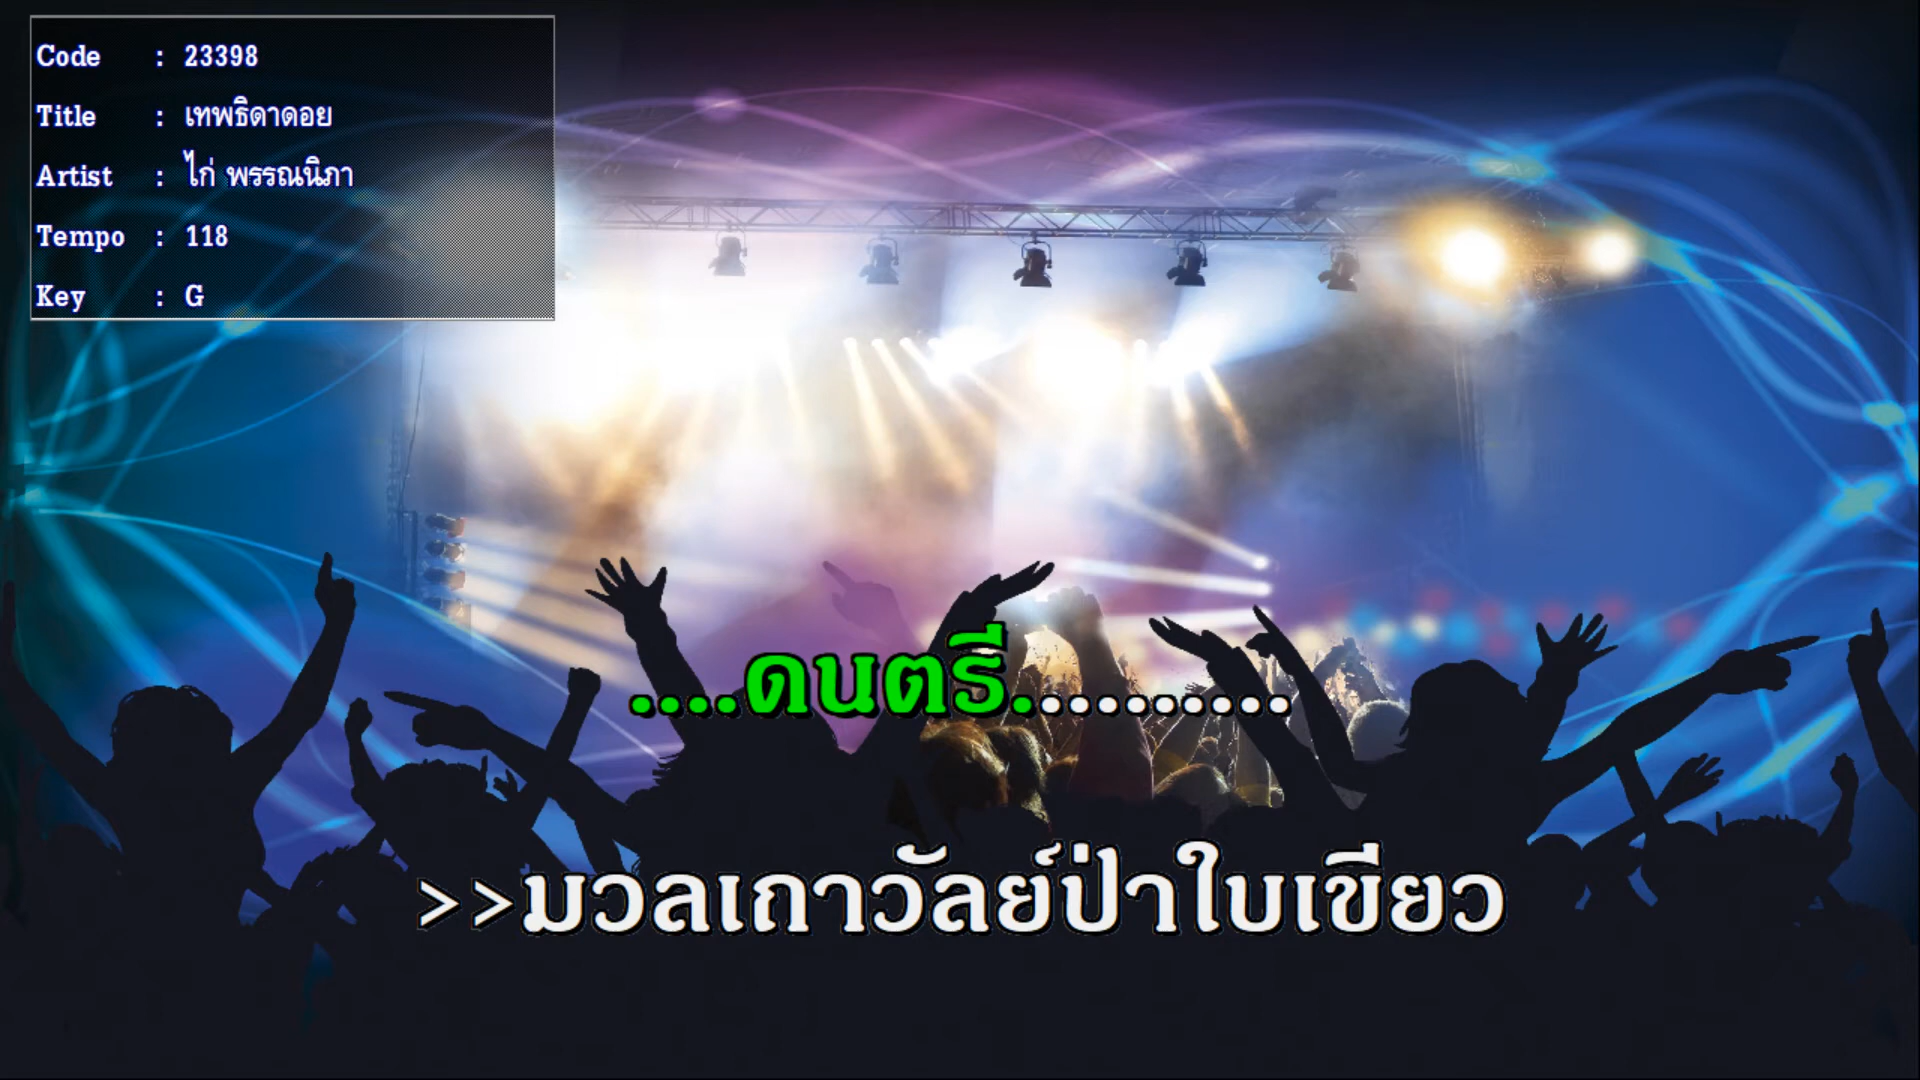 Code : 23398
Title : เทพธิดาดอย
Artist : ไก่ พรรณนิภา
Tempo : 118
Key : G
....ดนตรี...........
>>มวลเถาวัลย์ป่าใบเขียว